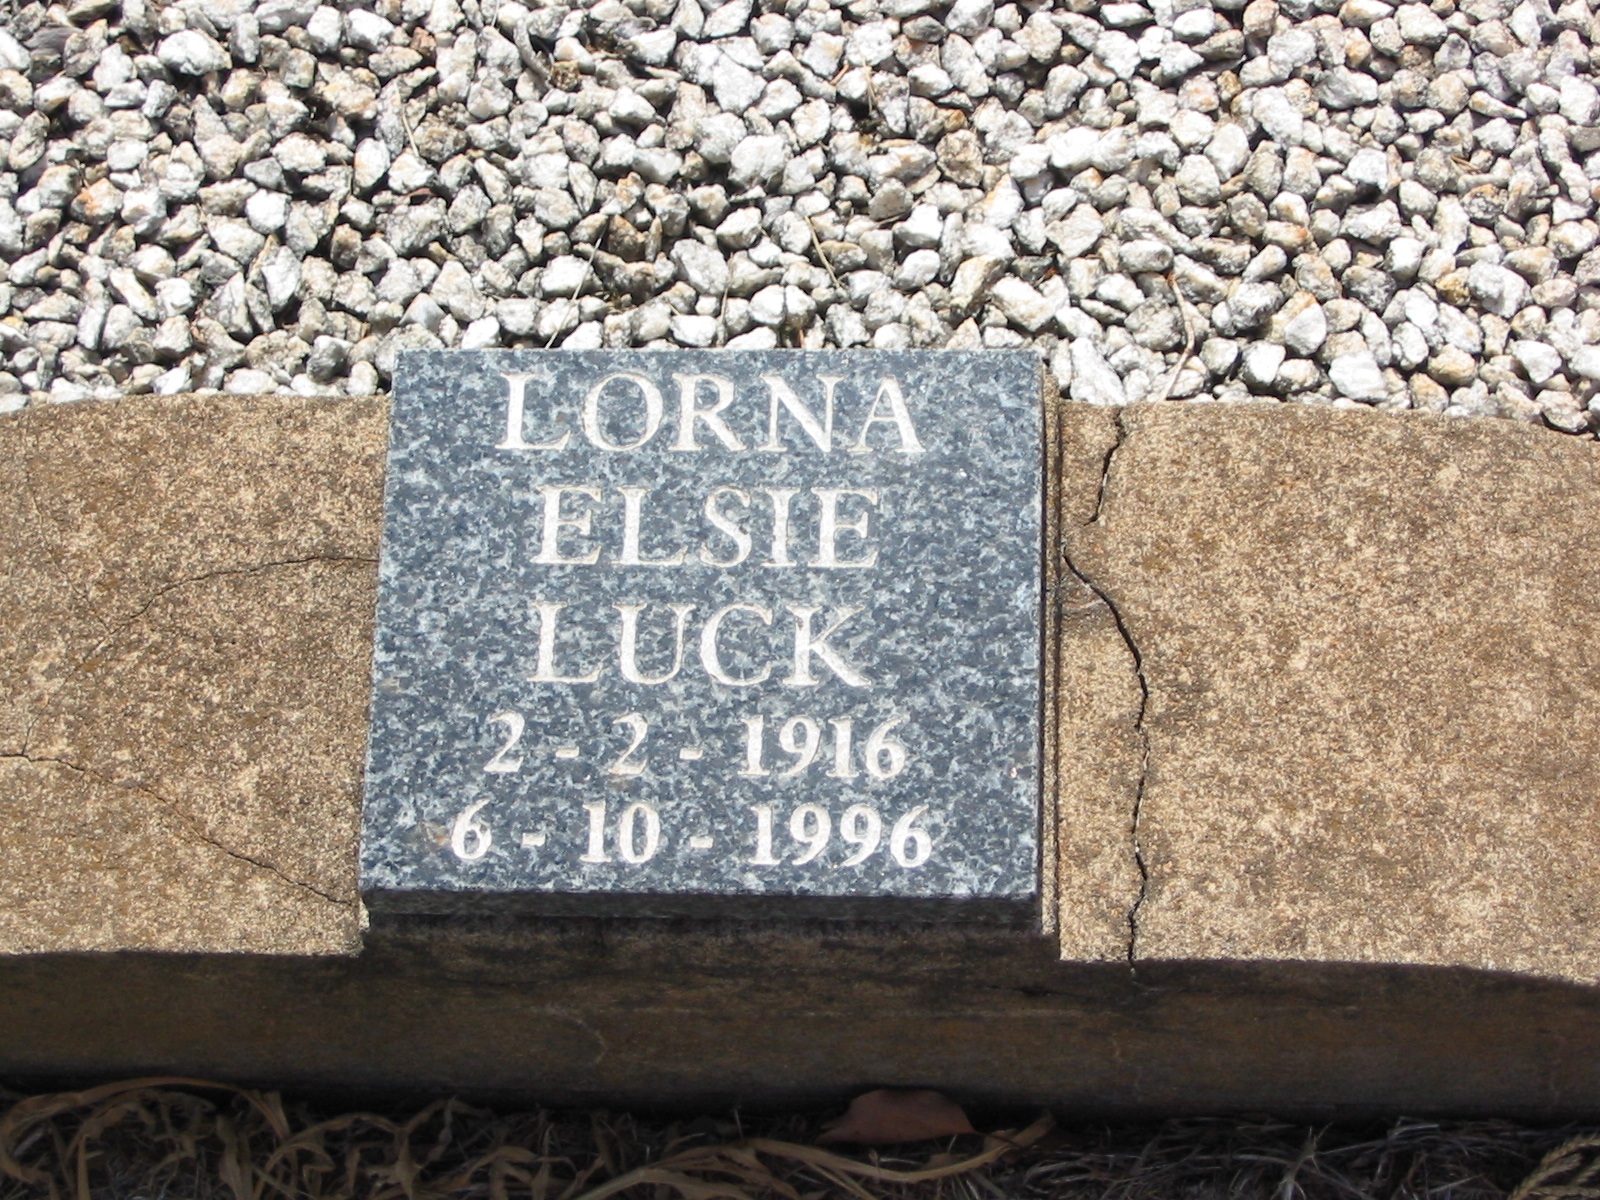 LORNA
ELSIE
LUCK
2 - 2 - 1916
6 - 10 - 1996